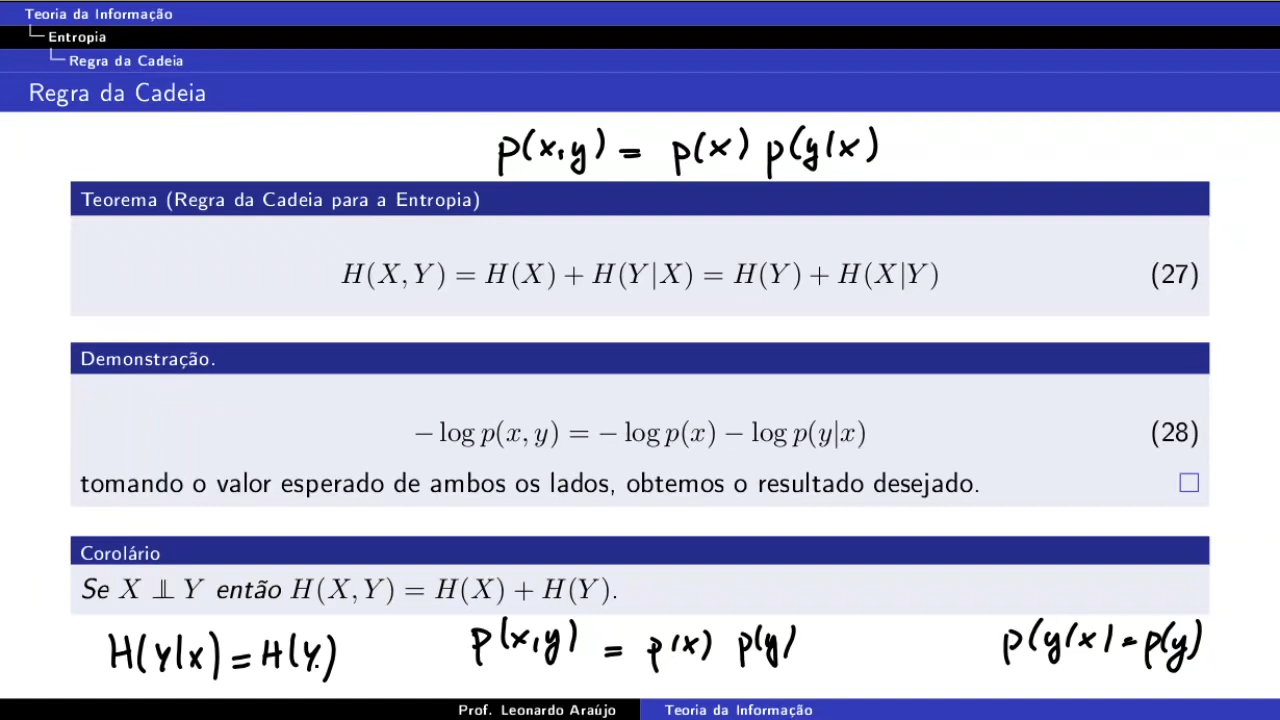 Teoria da Informação
Entropia
Regra da Cadeia
Regra da Cadeia
p(x,y) = p(x) p(y|x)
Teorema (Regra da Cadeia para a Entropia)
H(X, Y) = H(X) + H(Y|X) = H(Y) + H(X|Y) (27)
Demonstração.
− log p(x, y) = − log p(x) − log p(y|x) (28)
tomando o valor esperado de ambos os lados, obtemos o resultado desejado. □
Corolário
Se X ⫫ Y então H(X, Y) = H(X) + H(Y).
H(Y|X) = H(Y) p(x,y) = p(x) p(y) p(y|x) = p(y)
Prof. Leonardo Araújo Teoria da Informação